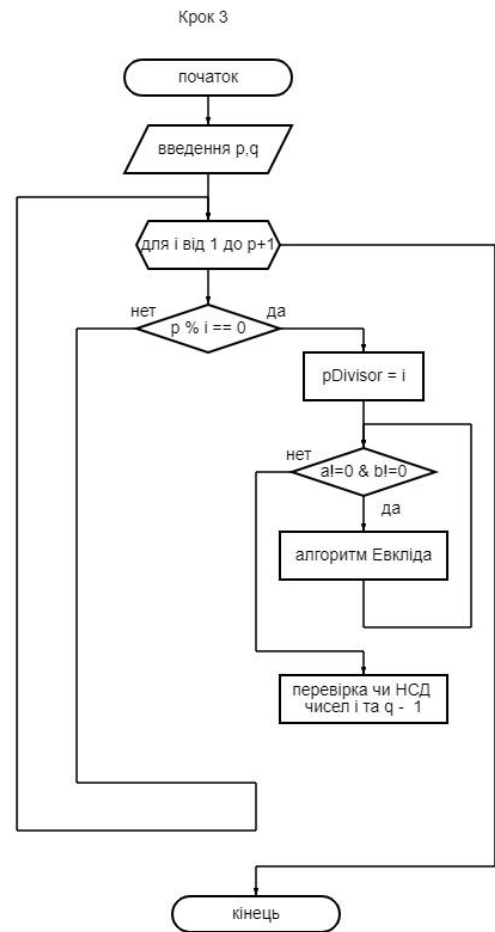 Крок 3
початок
введення p,q
для i від 1 до p+1
нет
да
p % i == 0
pDivisor = i
нет
a!=0 & b!=0
да
алгоритм Евкліда
перевірка чи НСД
чисел i та q - 1
кінець